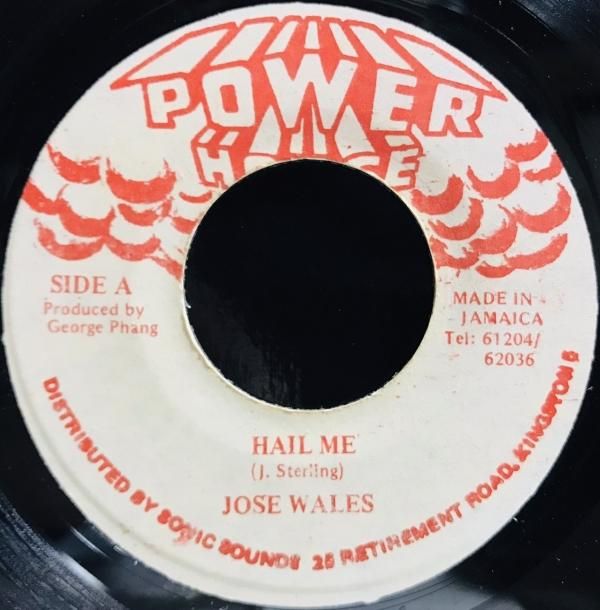 POWER
HOUSE
SIDE A
Produced by
George Phang
MADE IN
JAMAICA
Tel: 61204/
62036
HAIL ME
(J. Sterling)
JOSE WALES
DISTRIBUTED BY SONIC SOUNDS 25 RETIREMENT ROAD, KINGSTON 5